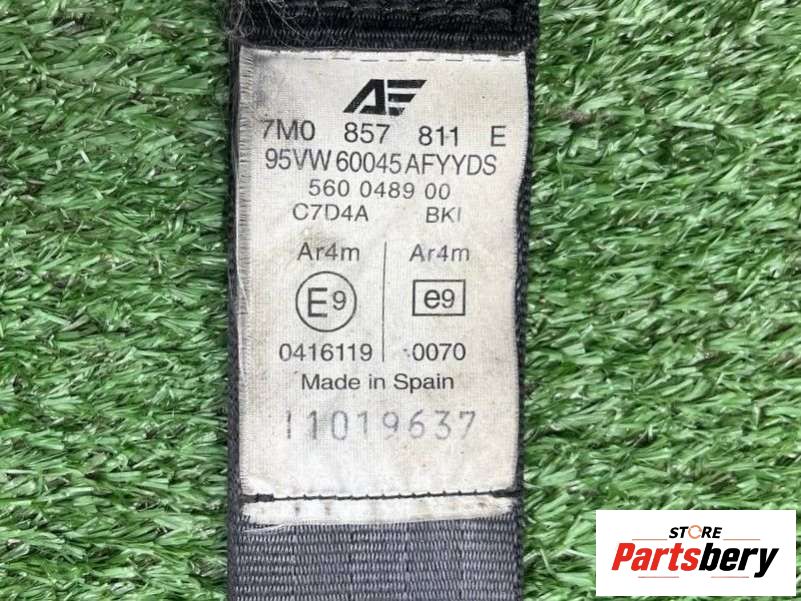 AF
7M0 857 811 E
95VW 60045 AFYYDS
560 0489 00
C7D4A BKI
Ar4m Ar4m
E9 e9
0416119 0070
Made in Spain
11019637
STORE
Partsbery